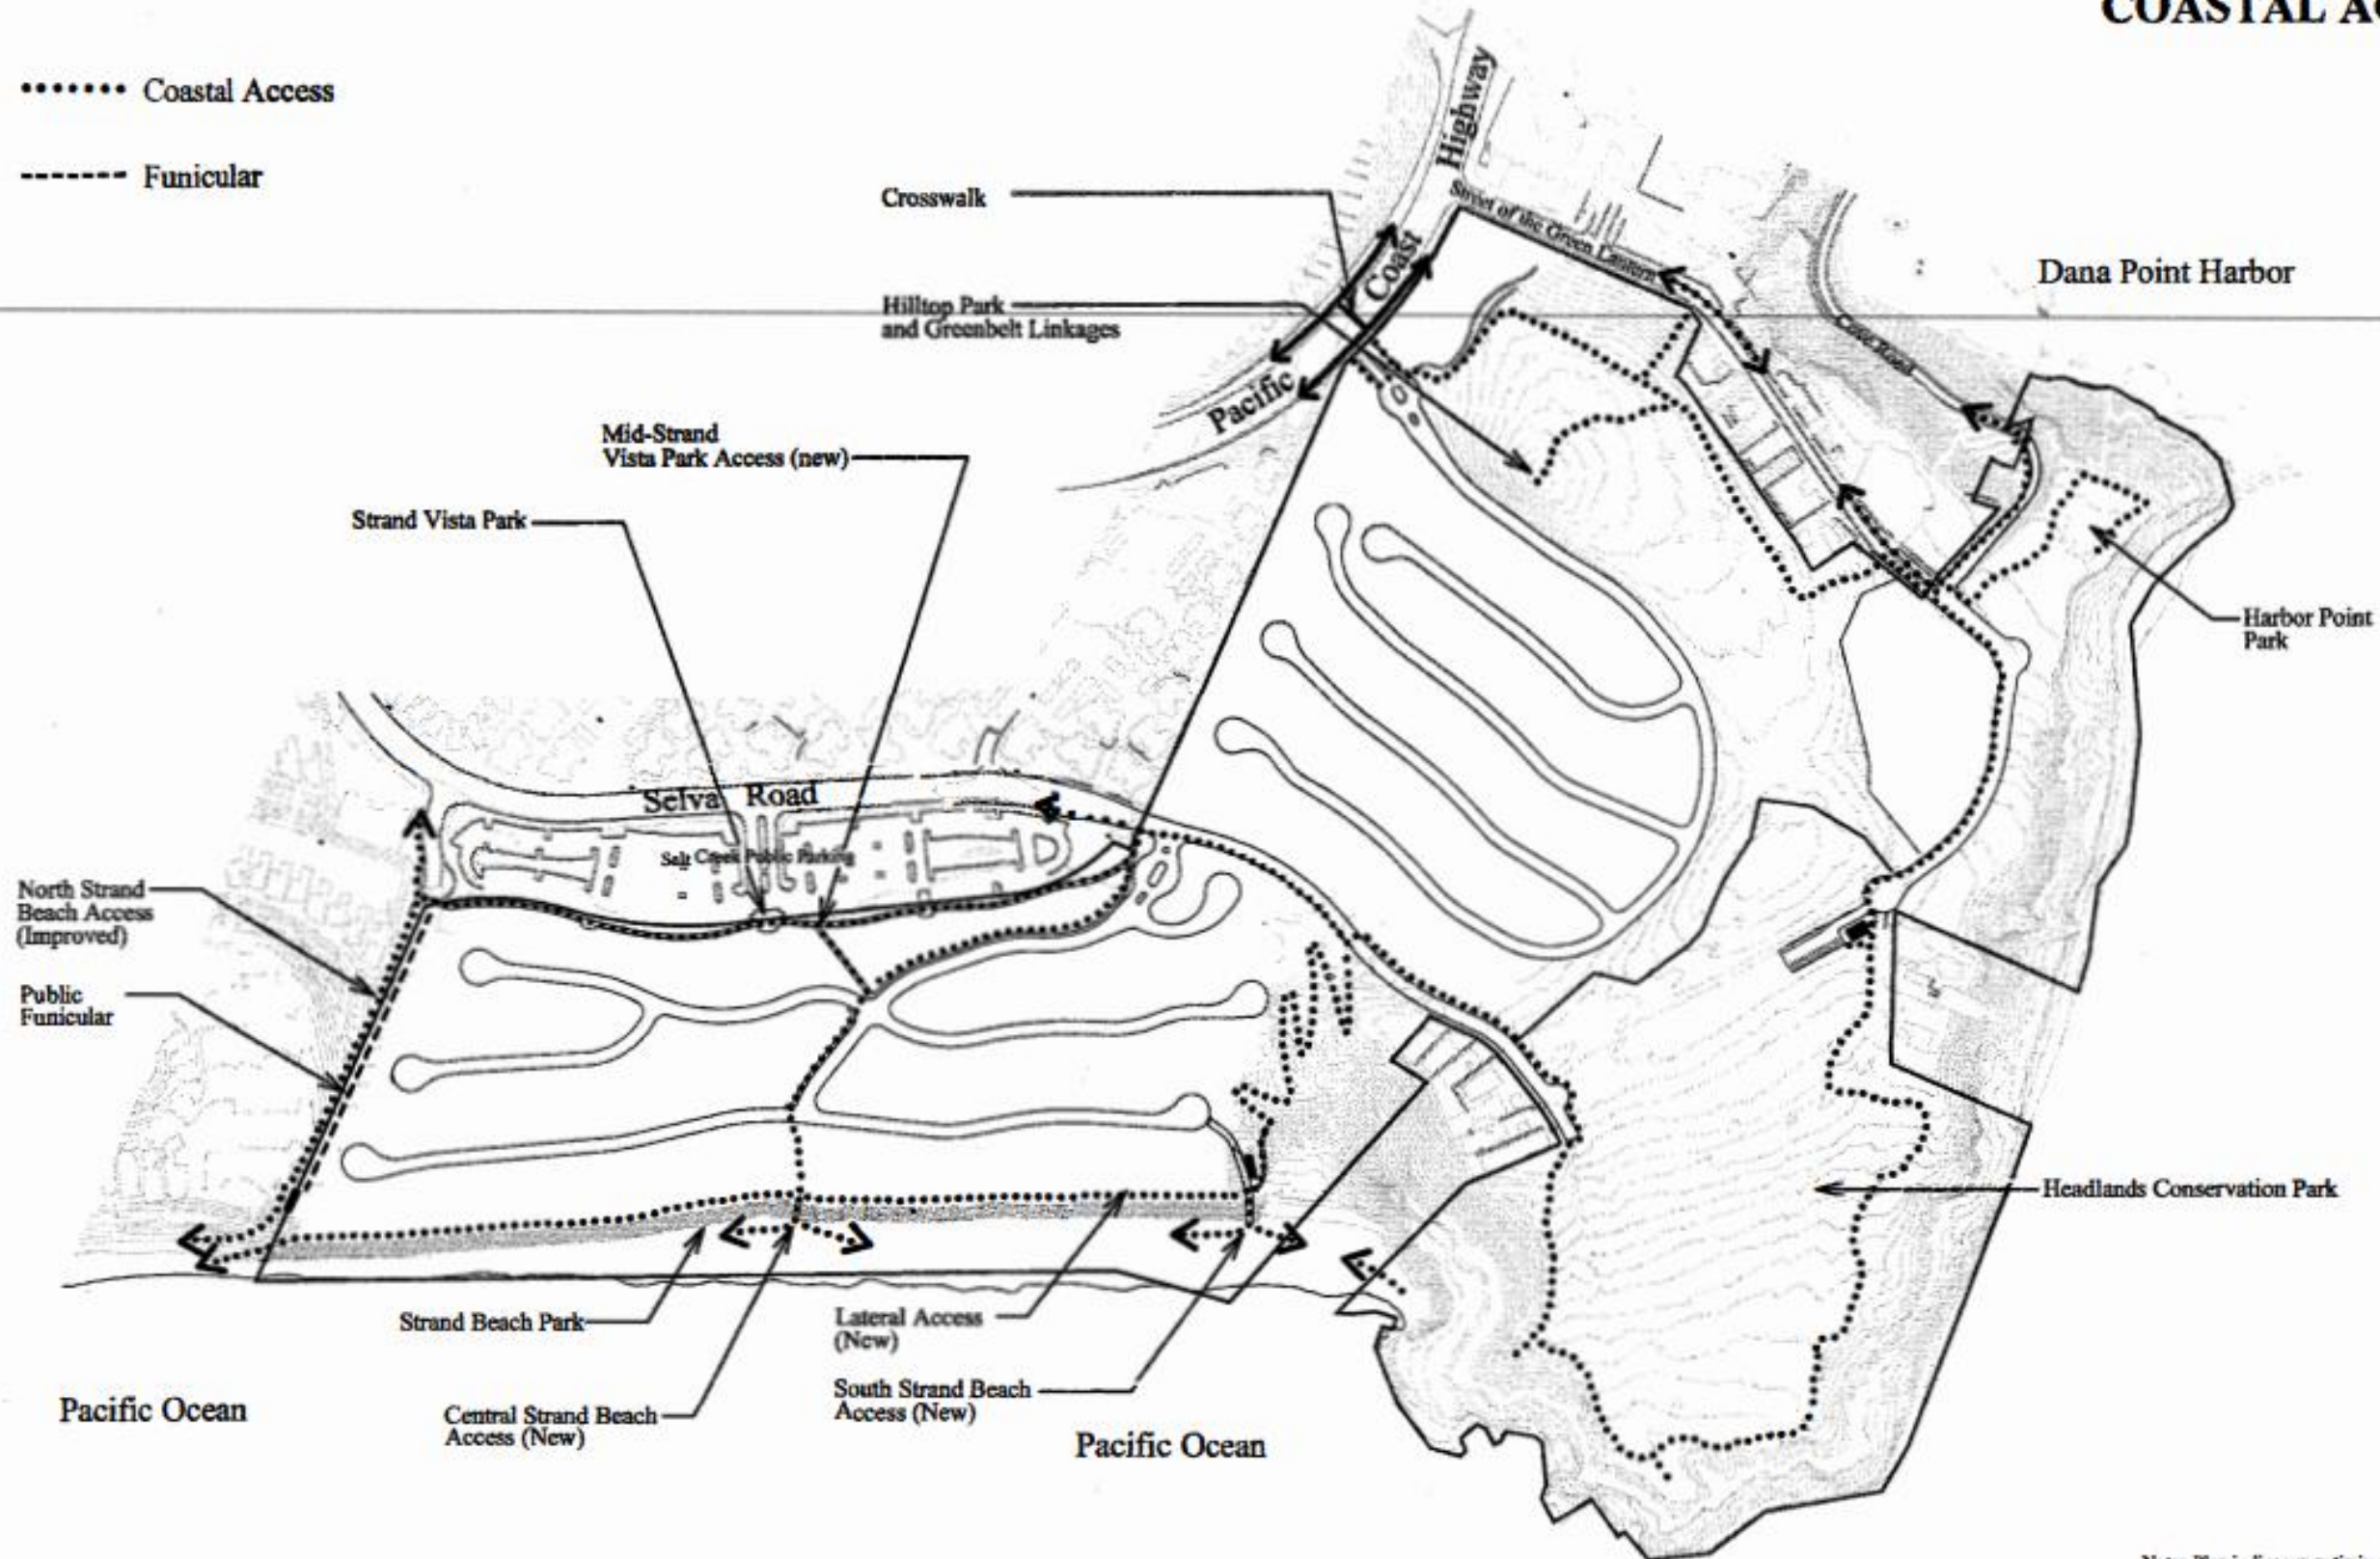 COASTAL AC
Coastal Access
Funicular
Highway
Crosswalk
Street of the Green Lantern
Coast
Dana Point Harbor
Hilltop Park
and Greenbelt Linkages
Cove Road
Pacific
Mid-Strand
Vista Park Access (new)
Strand Vista Park
Harbor Point
Park
Selva Road
Salt Creek Public Parking
North Strand
Beach Access
(Improved)
Public
Funicular
Headlands Conservation Park
Strand Beach Park
Lateral Access
(New)
South Strand Beach
Access (New)
Central Strand Beach
Access (New)
Pacific Ocean
Pacific Ocean